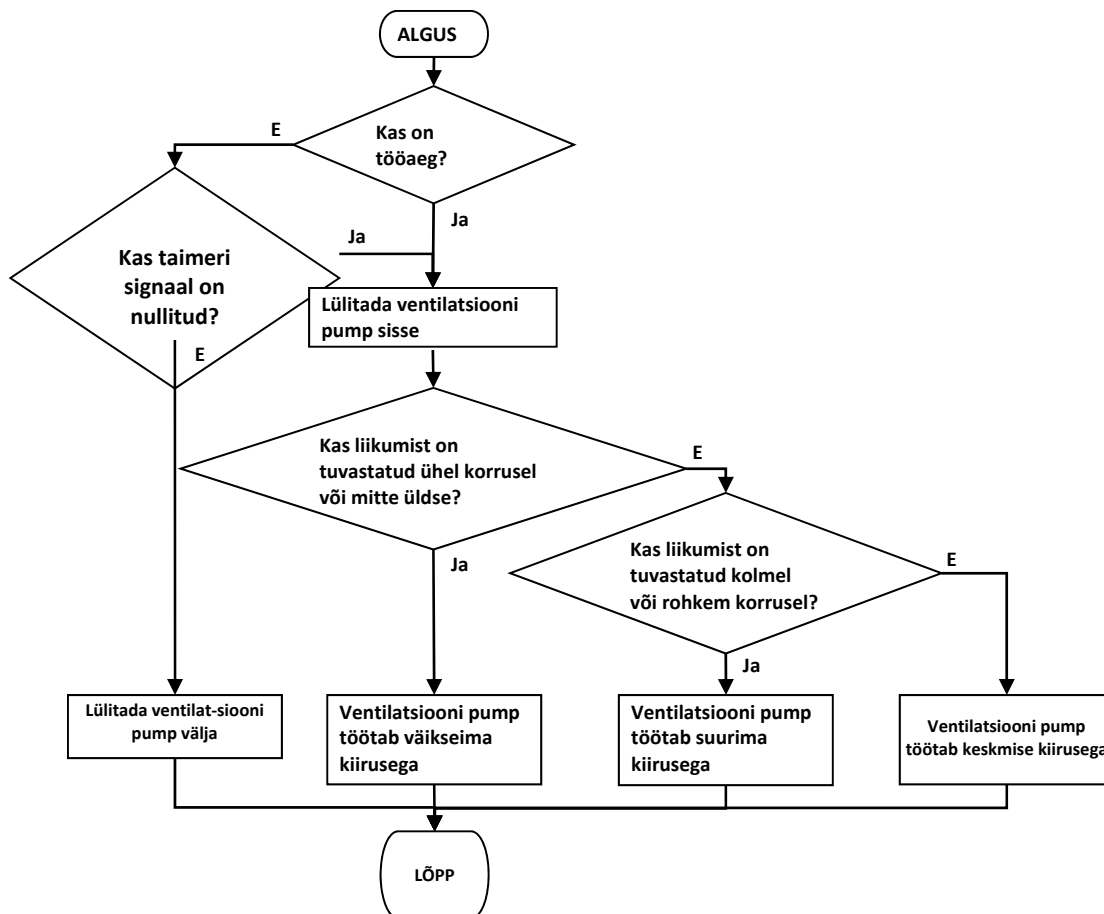 ALGUS
E
Kas on
tööaeg?
Ja
Ja
Kas taimeri
signaal on
nullitud?
E
Lülitada ventilatsiooni
pump sisse
Kas liikumist on
tuvastatud ühel korrusel
või mitte üldse?
E
Ja
Kas liikumist on
tuvastatud kolmel
või rohkem korrusel?
E
Ja
Lülitada ventilat-siooni
pump välja
Ventilatsiooni pump
töötab väikseima
kiirusega
Ventilatsiooni pump
töötab suurima
kiirusega
Ventilatsiooni pump
töötab keskmise kiirusega
LÕPP